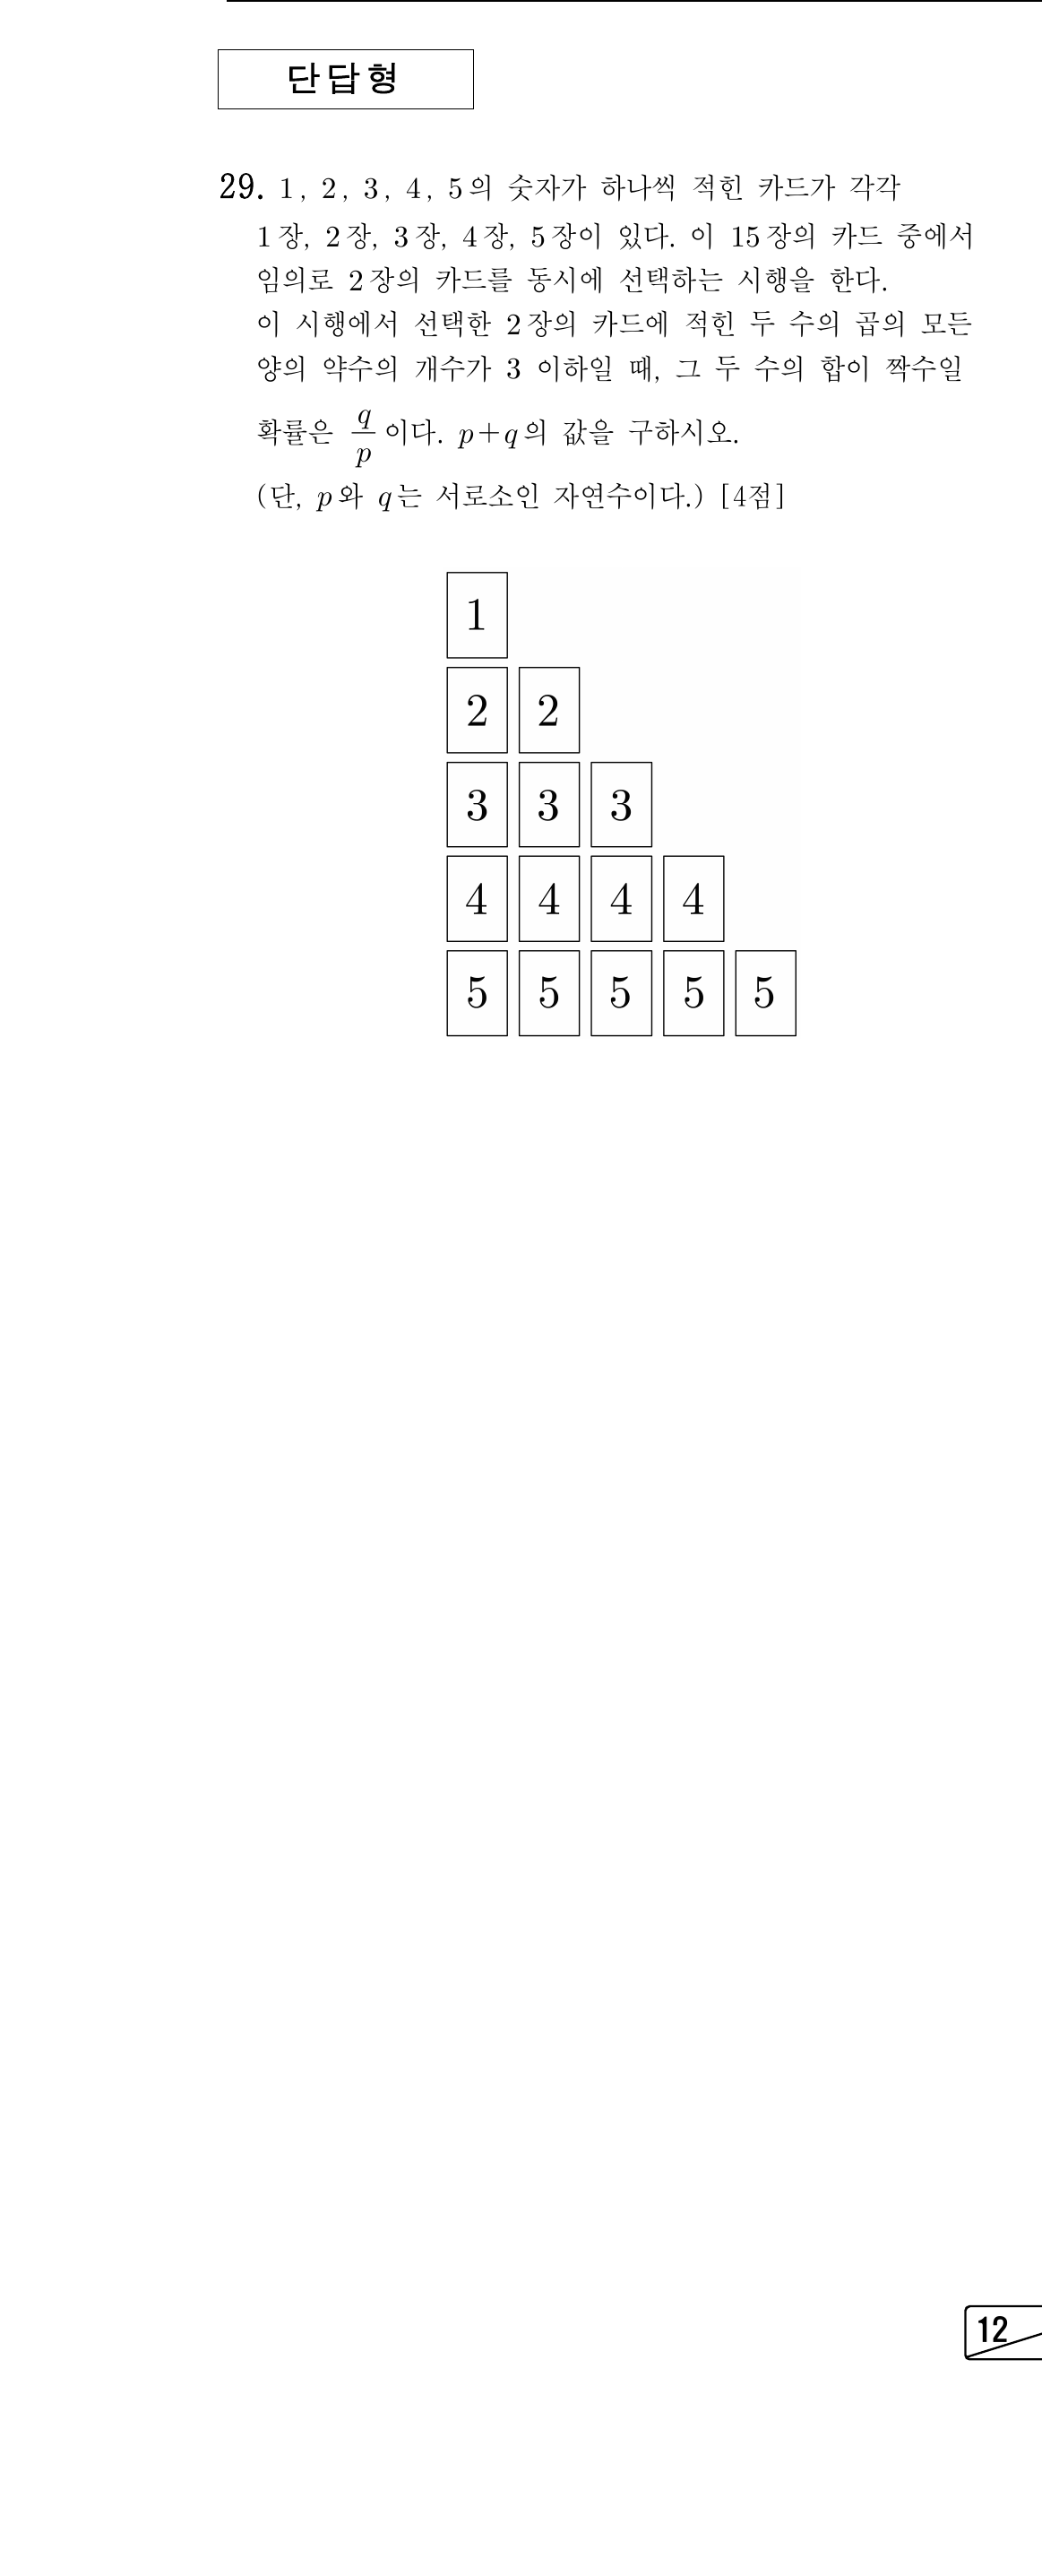 단답형
29. 1, 2, 3, 4, 5의 숫자가 하나씩 적힌 카드가 각각
1장, 2장, 3장, 4장, 5장이 있다. 이 15장의 카드 중에서
임의로 2장의 카드를 동시에 선택하는 시행을 한다.
이 시행에서 선택한 2장의 카드에 적힌 두 수의 곱의 모든
양의 약수의 개수가 3 이하일 때, 그 두 수의 합이 짝수일
확률은 q/p 이다. p+q의 값을 구하시오.
(단, p와 q는 서로소인 자연수이다.) [4점]
1
2 2
3 3 3
4 4 4 4
5 5 5 5 5
12